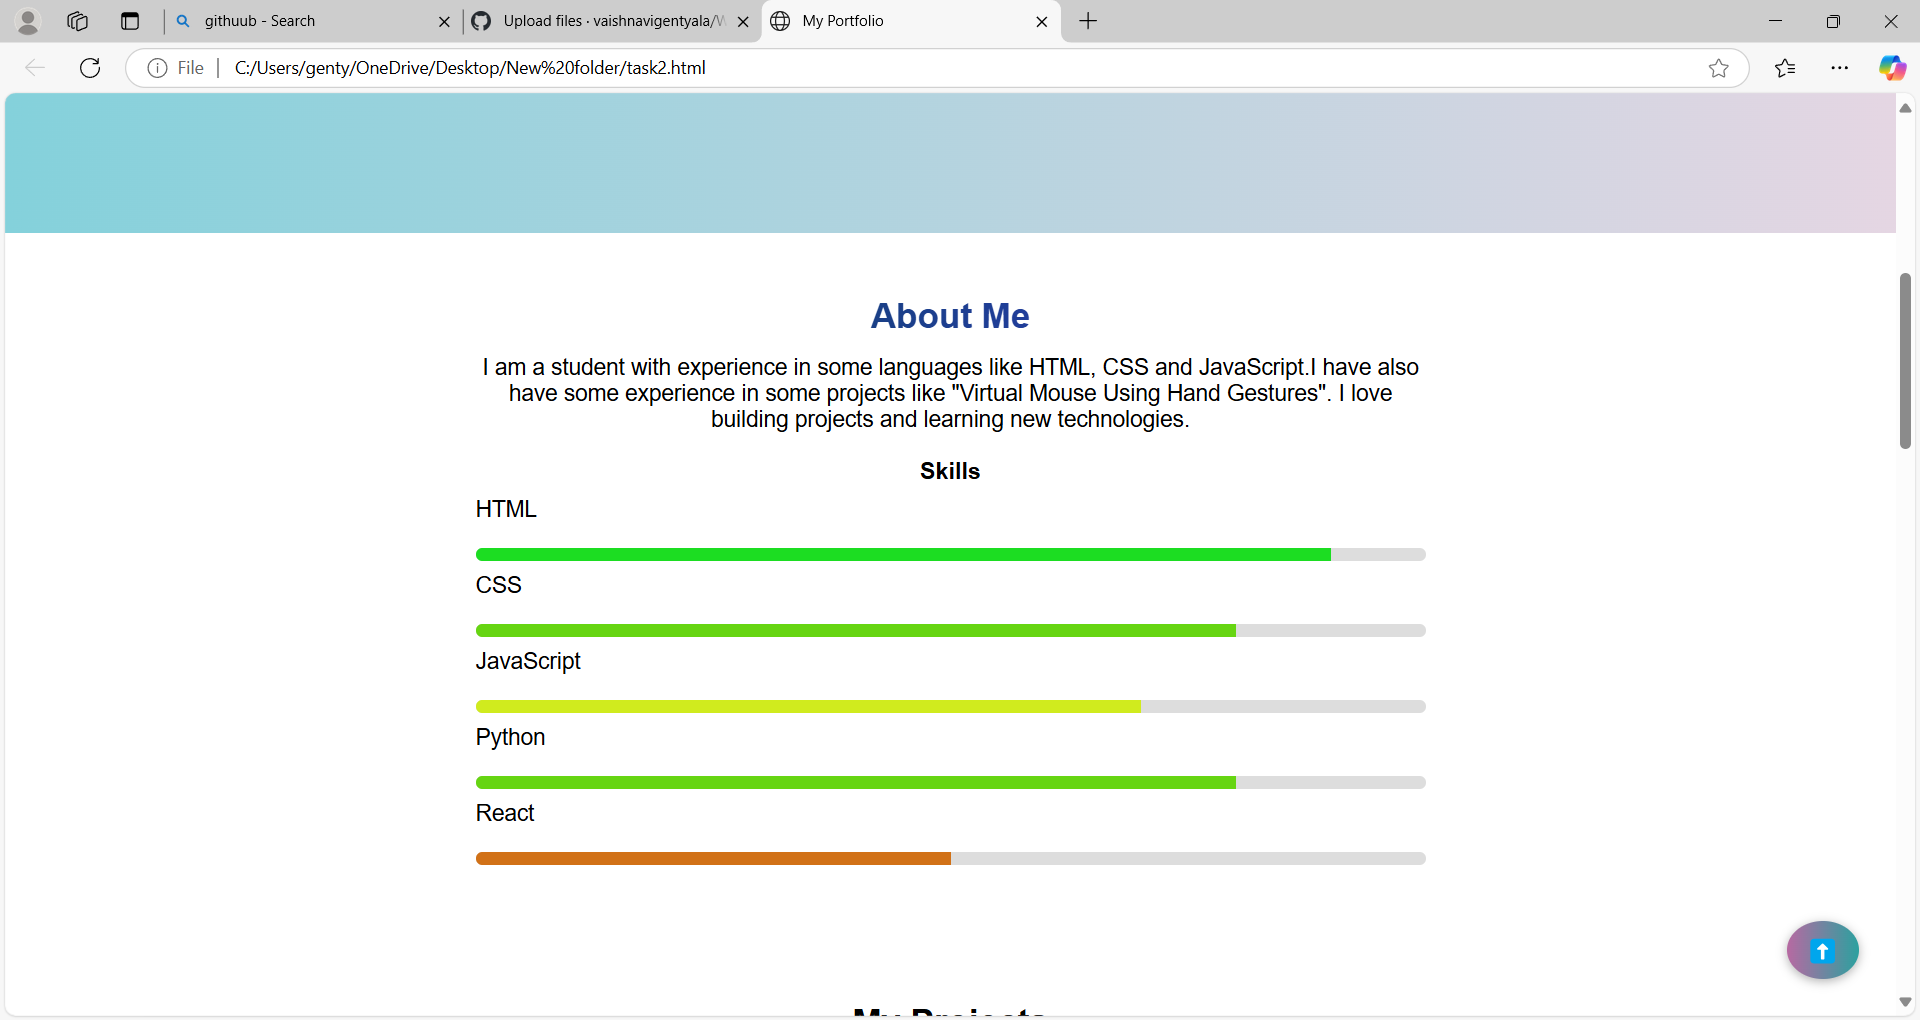 githuub - Search
Upload files · vaishnavigentyala/
My Portfolio
File
C:/Users/genty/OneDrive/Desktop/New%20folder/task2.html
About Me
I am a student with experience in some languages like HTML, CSS and JavaScript.I have also
have some experience in some projects like "Virtual Mouse Using Hand Gestures". I love
building projects and learning new technologies.
Skills
HTML
CSS
JavaScript
Python
React
My Projects